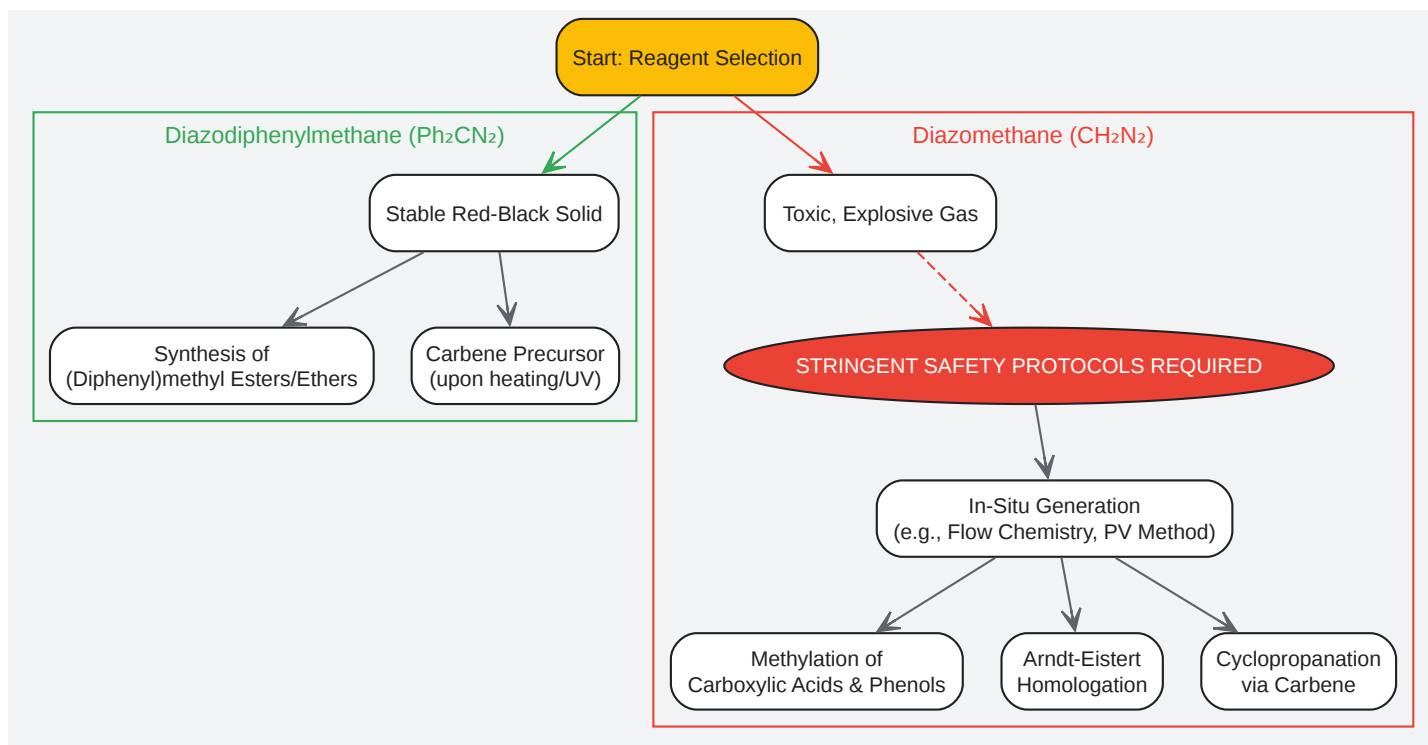 Start: Reagent Selection
Diazodiphenylmethane (Ph₂CN₂)
Stable Red-Black Solid
Synthesis of
(Diphenyl)methyl Esters/Ethers
Carbene Precursor
(upon heating/UV)
Diazomethane (CH₂N₂)
Toxic, Explosive Gas
STRINGENT SAFETY PROTOCOLS REQUIRED
In-Situ Generation
(e.g., Flow Chemistry, PV Method)
Methylation of
Carboxylic Acids & Phenols
Arndt-Eistert
Homologation
Cyclopropanation
via Carbene